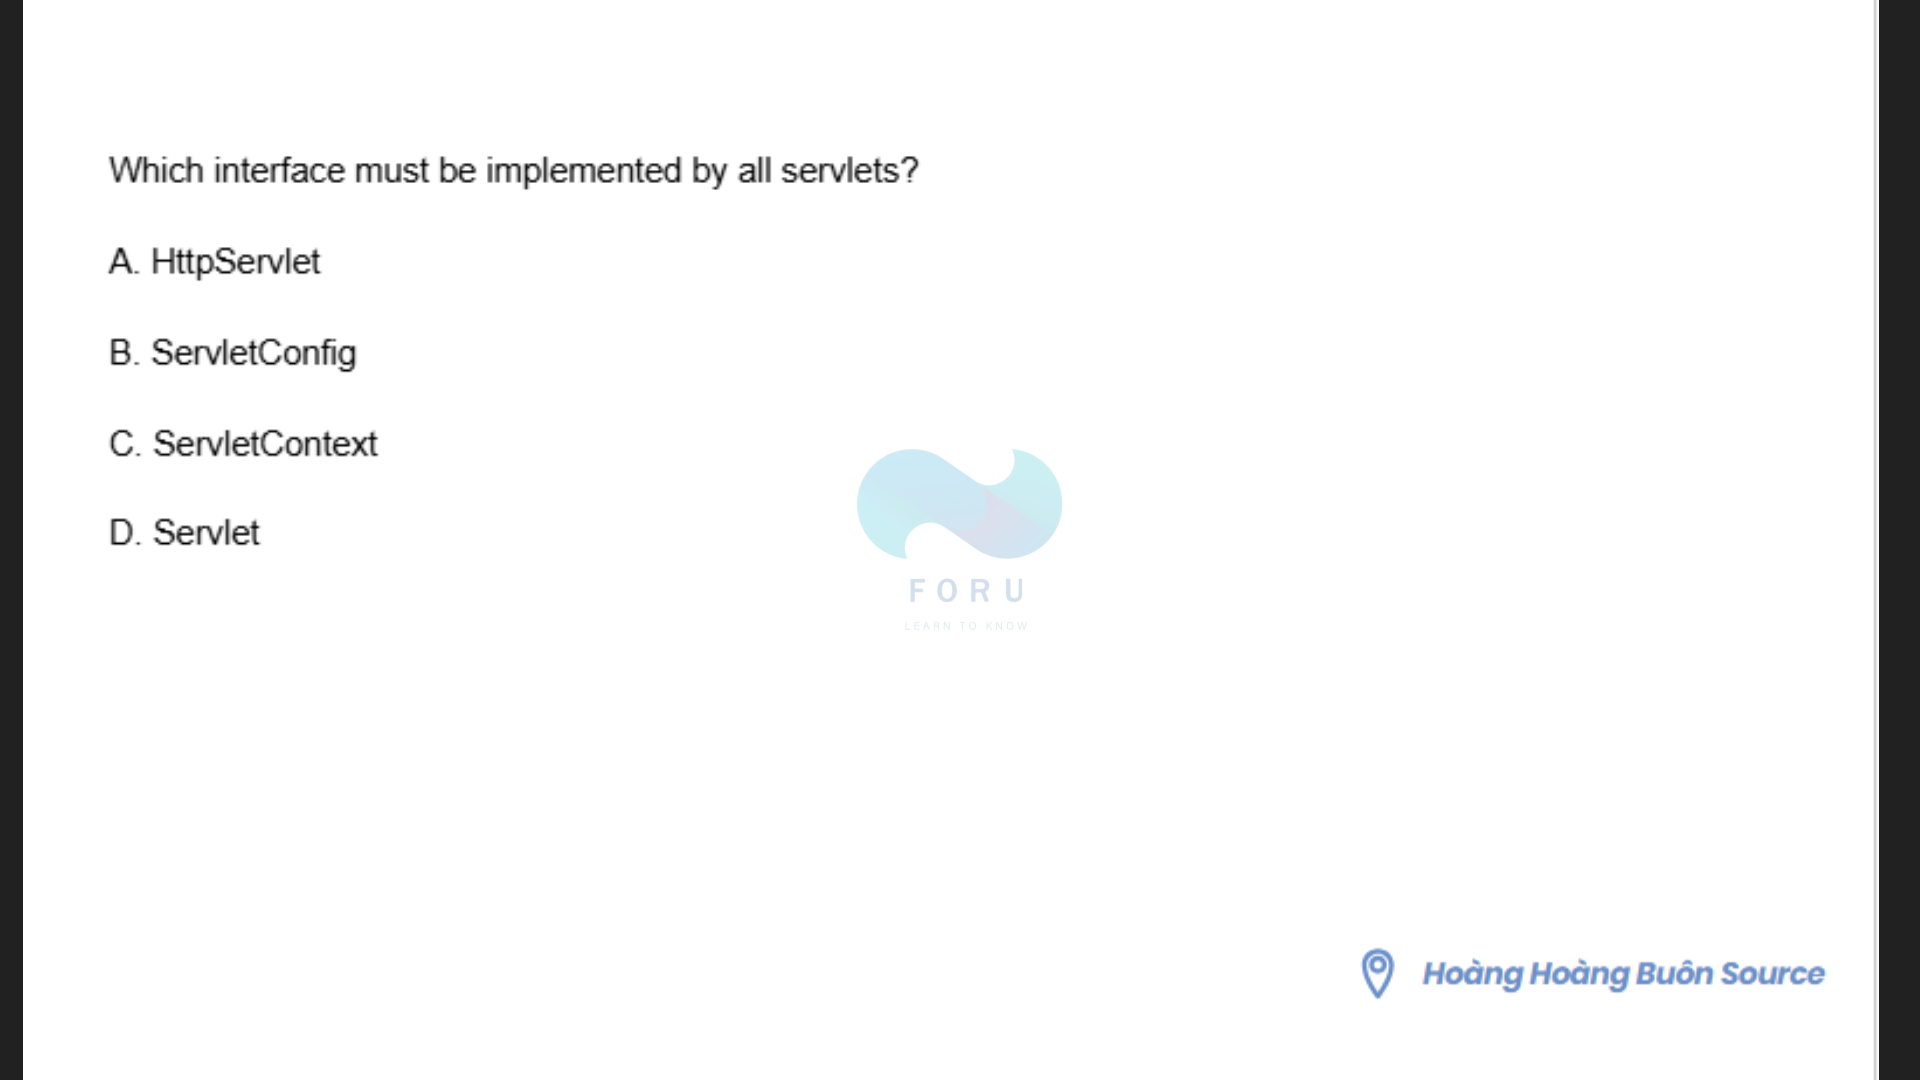 Which interface must be implemented by all servlets?
A. HttpServlet
B. ServletConfig
C. ServletContext
D. Servlet
FORU
LEARN TO KNOW
Hoàng Hoàng Buôn Source